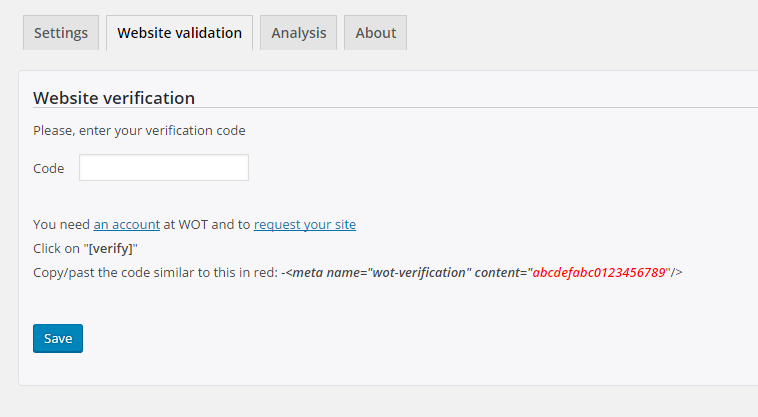 Settings Website validation Analysis About
Website verification
Please, enter your verification code
Code
You need an account at WOT and to request your site
Click on "[verify]"
Copy/past the code similar to this in red: -<meta name="wot-verification" content="abcdefabc0123456789"/>
Save